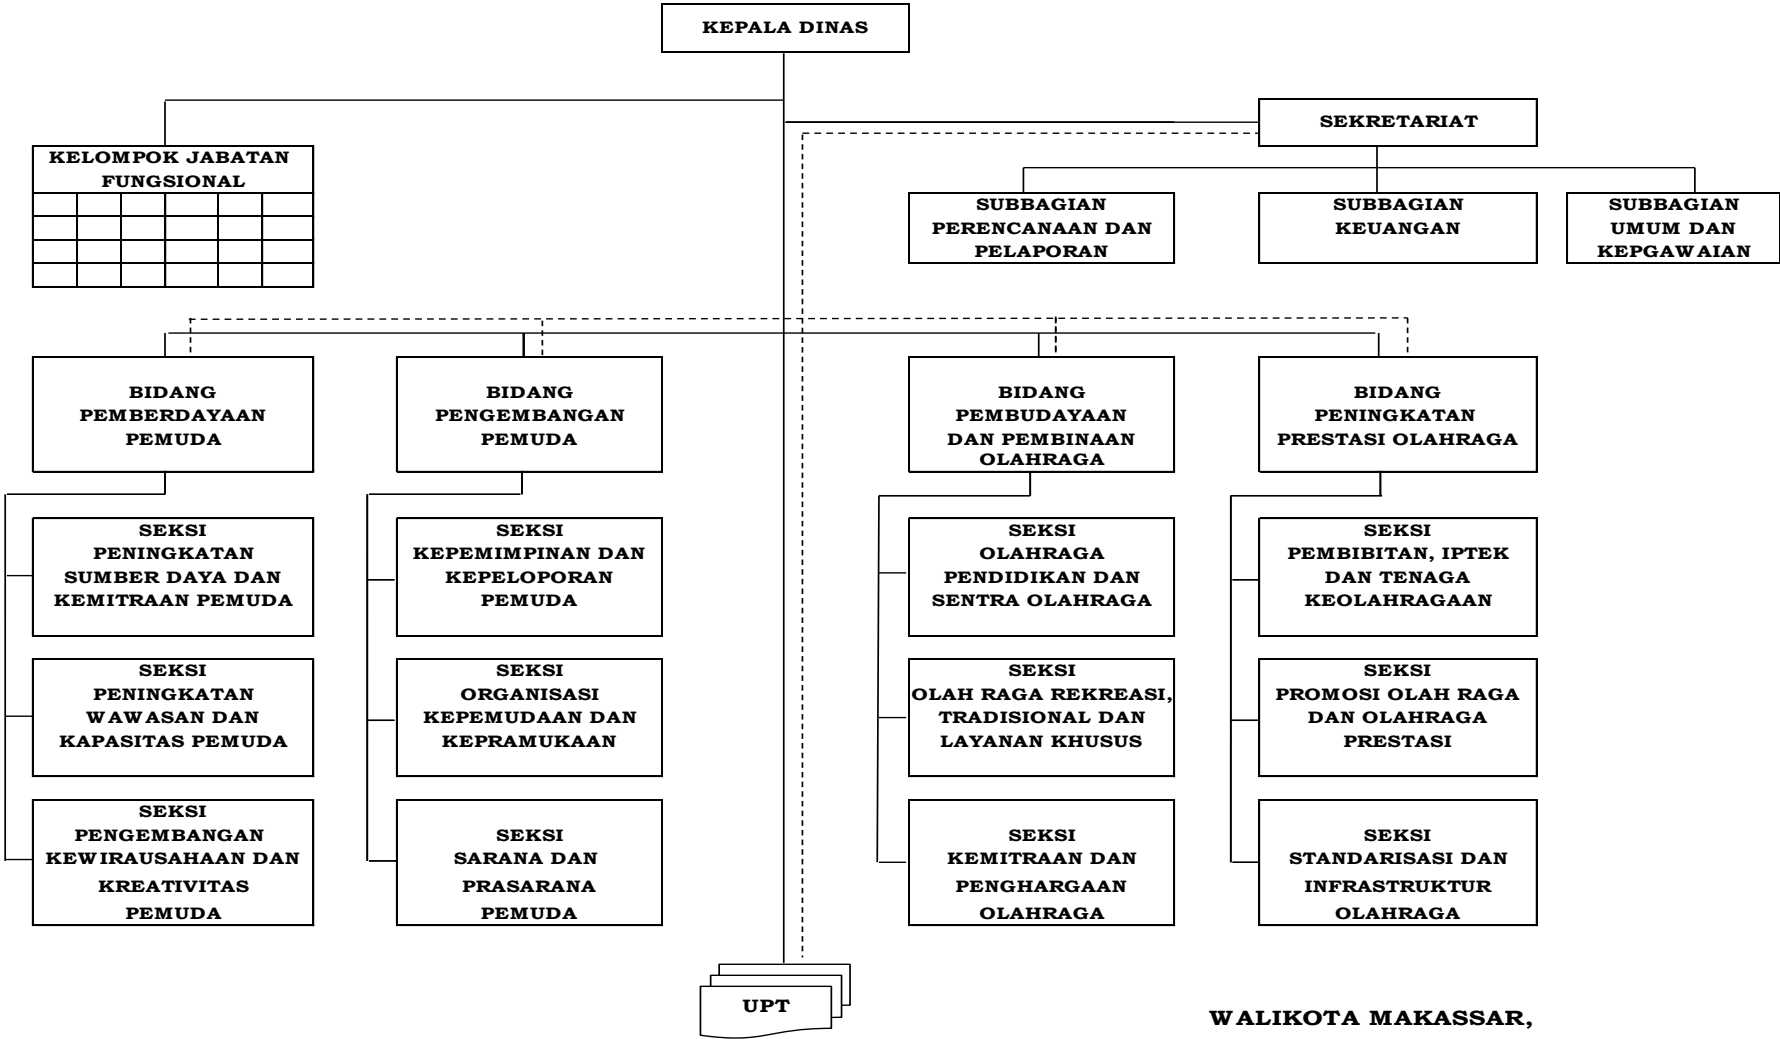 KEPALA DINAS
SEKRETARIAT
KELOMPOK JABATAN
FUNGSIONAL
SUBBAGIAN
PERENCANAAN DAN
PELAPORAN
SUBBAGIAN
KEUANGAN
SUBBAGIAN
UMUM DAN
KEPGAWAIAN
BIDANG
PEMBERDAYAAN
PEMUDA
BIDANG
PENGEMBANGAN
PEMUDA
BIDANG
PEMBUDAYAAN
DAN PEMBINAAN
OLAHRAGA
BIDANG
PENINGKATAN
PRESTASI OLAHRAGA
SEKSI
PENINGKATAN
SUMBER DAYA DAN
KEMITRAAN PEMUDA
SEKSI
KEPEMIMPINAN DAN
KEPELOPORAN
PEMUDA
SEKSI
OLAHRAGA
PENDIDIKAN DAN
SENTRA OLAHRAGA
SEKSI
PEMBIBITAN, IPTEK
DAN TENAGA
KEOLAHRAGAAN
SEKSI
PENINGKATAN
WAWASAN DAN
KAPASITAS PEMUDA
SEKSI
ORGANISASI
KEPEMUDAAN DAN
KEPRAMUKAAN
SEKSI
OLAH RAGA REKREASI,
TRADISIONAL DAN
LAYANAN KHUSUS
SEKSI
PROMOSI OLAH RAGA
DAN OLAHRAGA
PRESTASI
SEKSI
PENGEMBANGAN
KEWIRAUSAHAAN DAN
KREATIVITAS
PEMUDA
SEKSI
SARANA DAN
PRASARANA
PEMUDA
SEKSI
KEMITRAAN DAN
PENGHARGAAN
OLAHRAGA
SEKSI
STANDARISASI DAN
INFRASTRUKTUR
OLAHRAGA
UPT
WALIKOTA MAKASSAR,